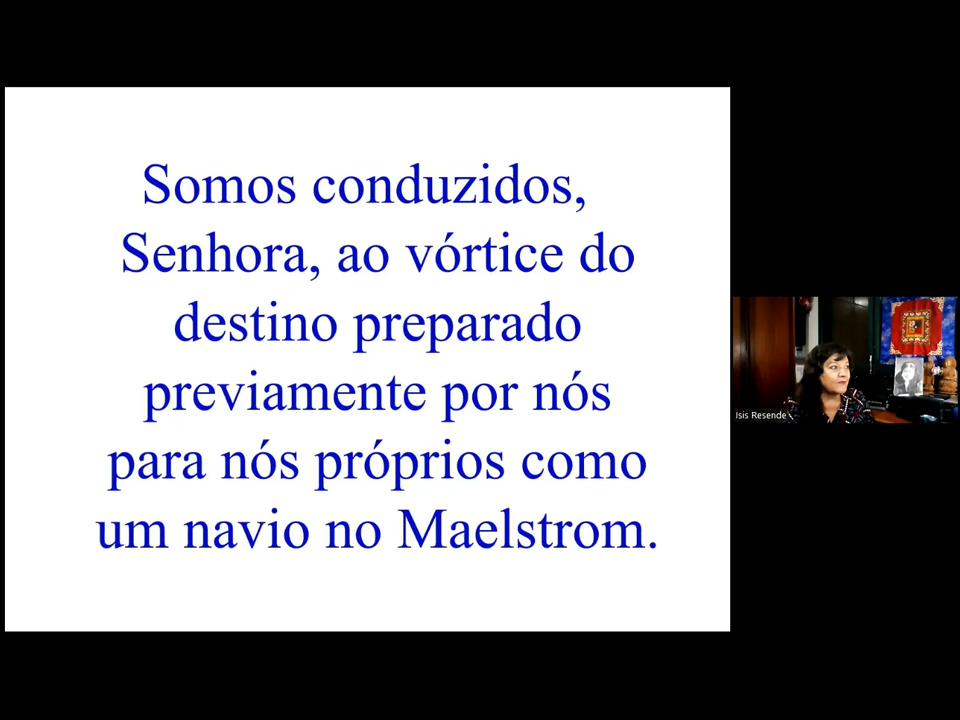 Somos conduzidos,
Senhora, ao vórtice do
destino preparado
previamente por nós
para nós próprios como
um navio no Maelstrom.
Isis Resende